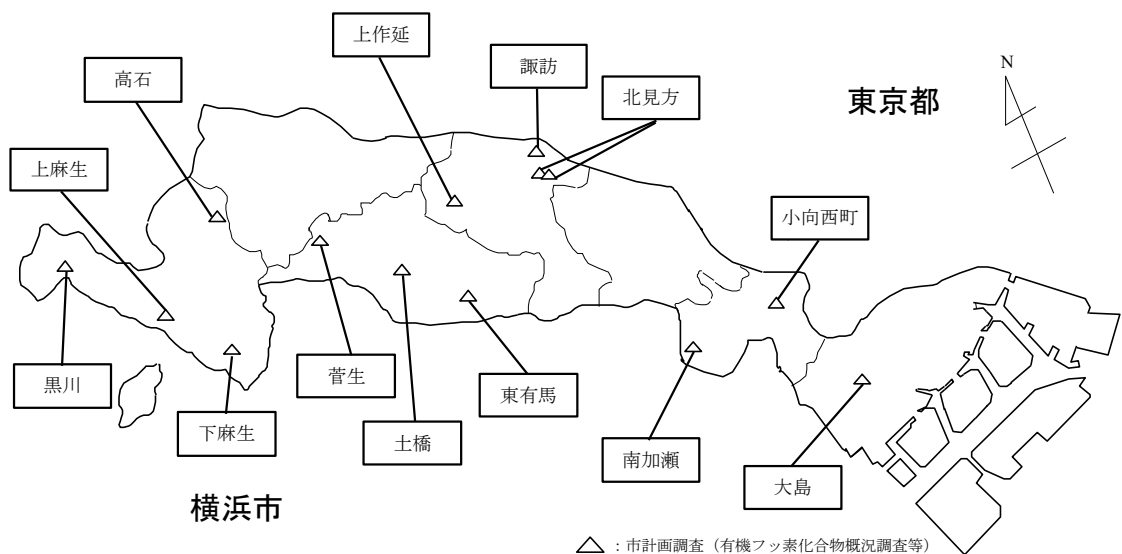 上作延
諏訪
高石
北見方
東京都
N
上麻生
小向西町
黒川
下麻生
菅生
土橋
東有馬
南加瀬
大島
横浜市
△ : 市計画調査（有機フッ素化合物概況調査等）